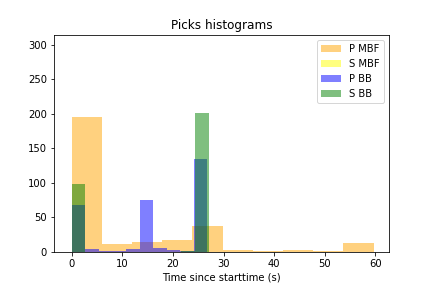 Picks histograms
300
250
200
150
100
50
0
P MBF
S MBF
P BB
S BB
0 10 20 30 40 50 60
Time since starttime (s)